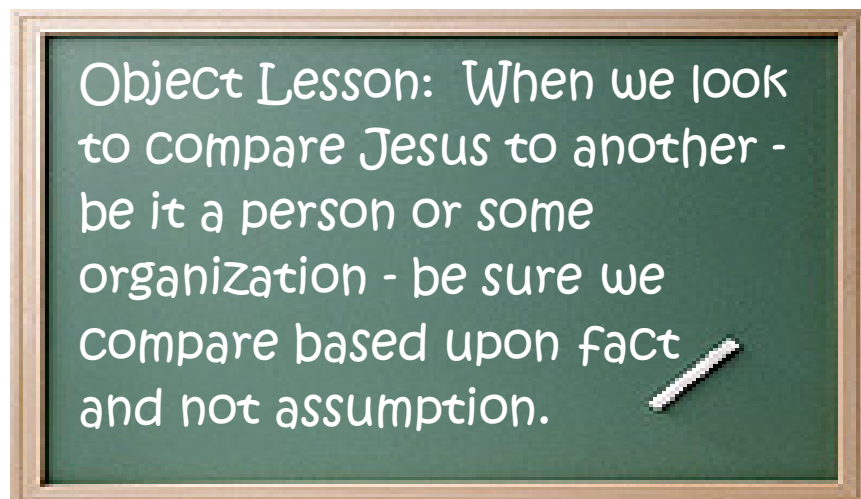 Object Lesson:  When we look
to compare Jesus to another -
be it a person or some
organization - be sure we
compare based upon fact
and not assumption.